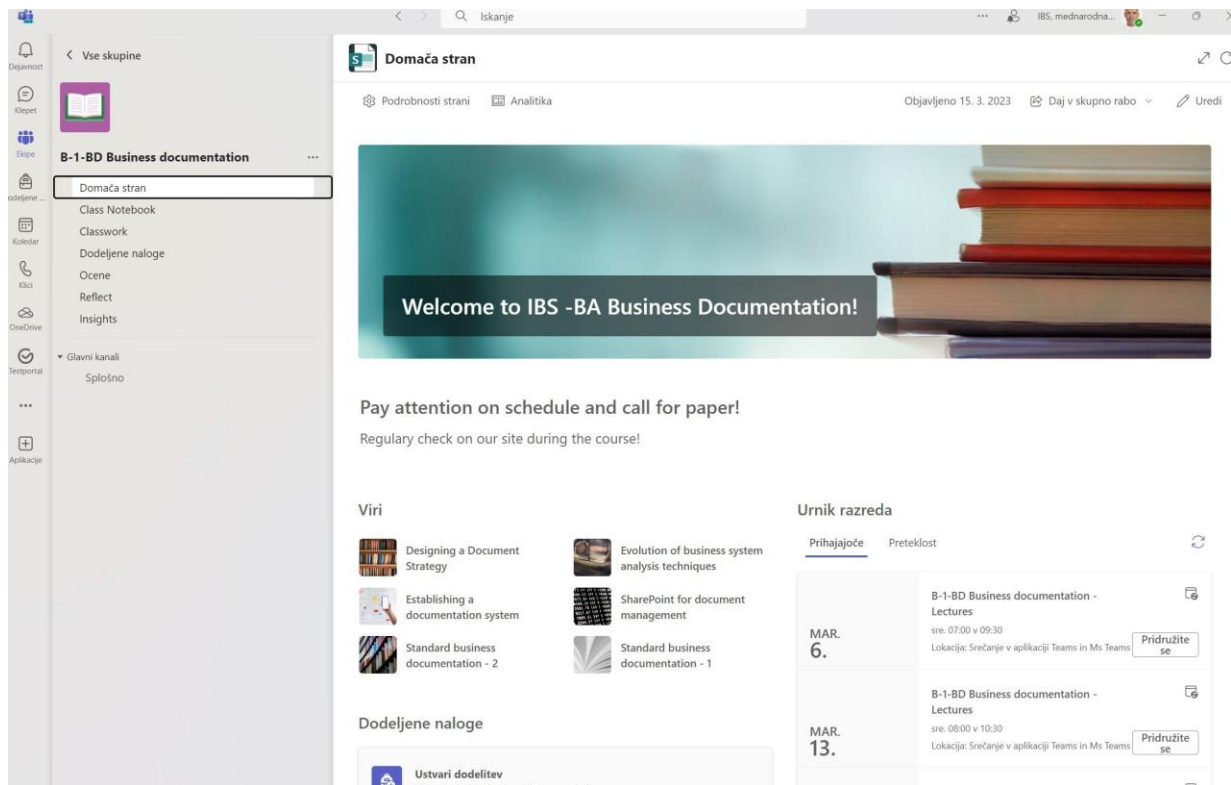 Iskanje
...
IBS, mednarodna...
Dejavnost
Klepet
Ekipe
odeljene ...
Koledar
Klici
OneDrive
Testportal
...
Aplikacije
Vse skupine
B-1-BD Business documentation
...
Domača stran
Class Notebook
Classwork
Dodeljene naloge
Ocene
Reflect
Insights
Glavni kanali
Splošno
Domača stran
Podrobnosti strani
Analitika
Objavljeno 15. 3. 2023
Daj v skupno rabo
Uredi
Welcome to IBS -BA Business Documentation!
Pay attention on schedule and call for paper!
Regulary check on our site during the course!
Viri
Designing a Document
Strategy
Evolution of business system
analysis techniques
Establishing a
documentation system
SharePoint for document
management
Standard business
documentation - 2
Standard business
documentation - 1
Dodeljene naloge
Ustvari dodelitev
Urnik razreda
Prihajajoče
Preteklost
MAR.
6.
B-1-BD Business documentation -
Lectures
sre. 07:00 v 09:30
Lokacija: Srečanje v aplikaciji Teams in Ms Teams
Pridružite
se
MAR.
13.
B-1-BD Business documentation -
Lectures
sre. 08:00 v 10:30
Lokacija: Srečanje v aplikaciji Teams in Ms Teams
Pridružite
se